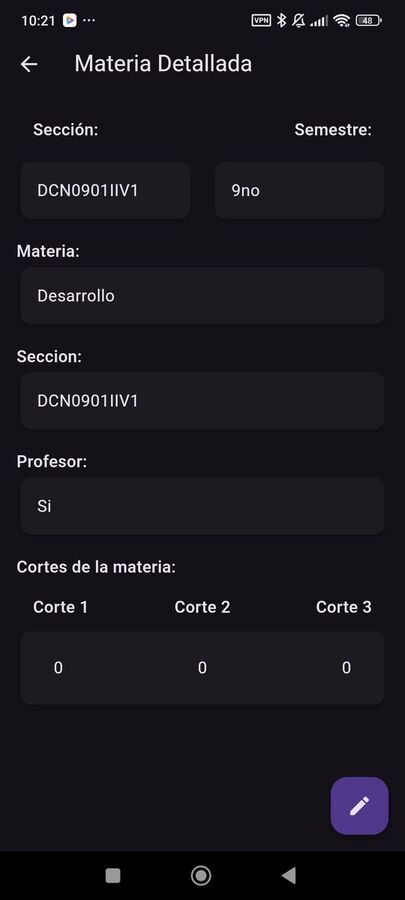 10:21 VPN 48
Materia Detallada
Sección: Semestre:
DCN0901IIV1 9no
Materia:
Desarrollo
Seccion:
DCN0901IIV1
Profesor:
Si
Cortes de la materia:
Corte 1 Corte 2 Corte 3
0 0 0